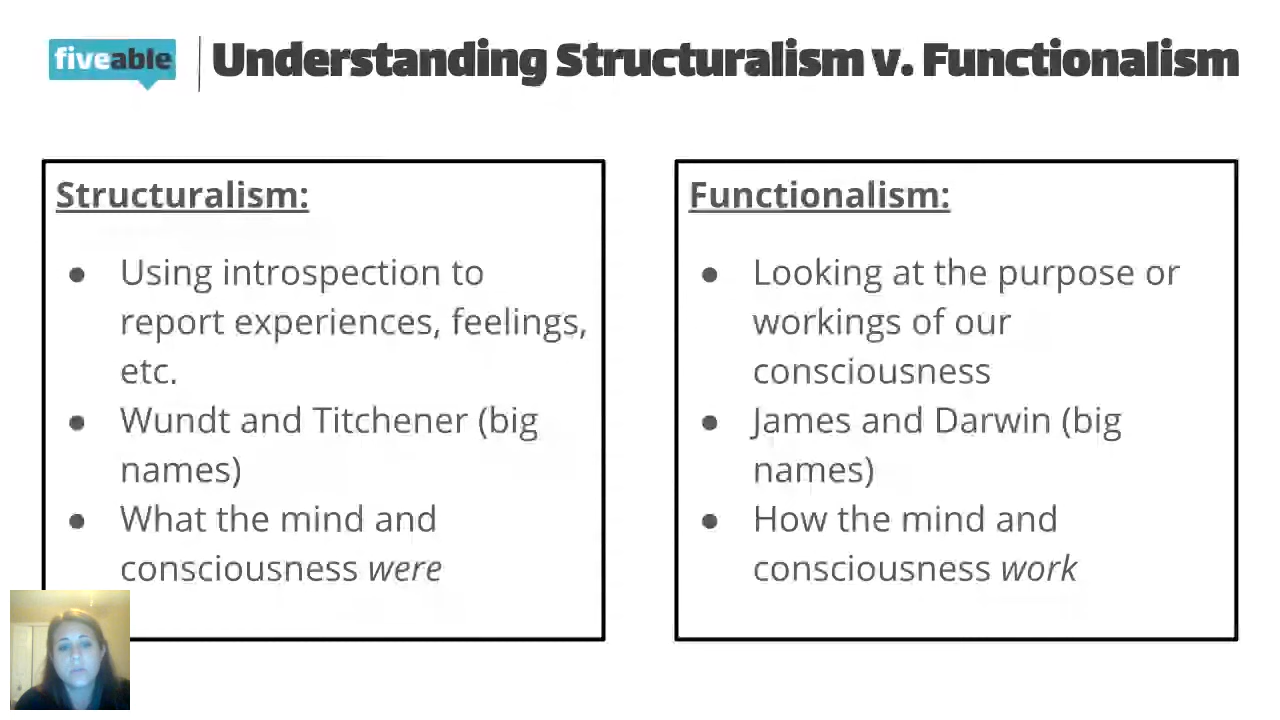 fiveable
Understanding Structuralism v. Functionalism
Structuralism:
● Using introspection to
report experiences, feelings,
etc.
● Wundt and Titchener (big
names)
● What the mind and
consciousness were
Functionalism:
● Looking at the purpose or
workings of our
consciousness
● James and Darwin (big
names)
● How the mind and
consciousness work